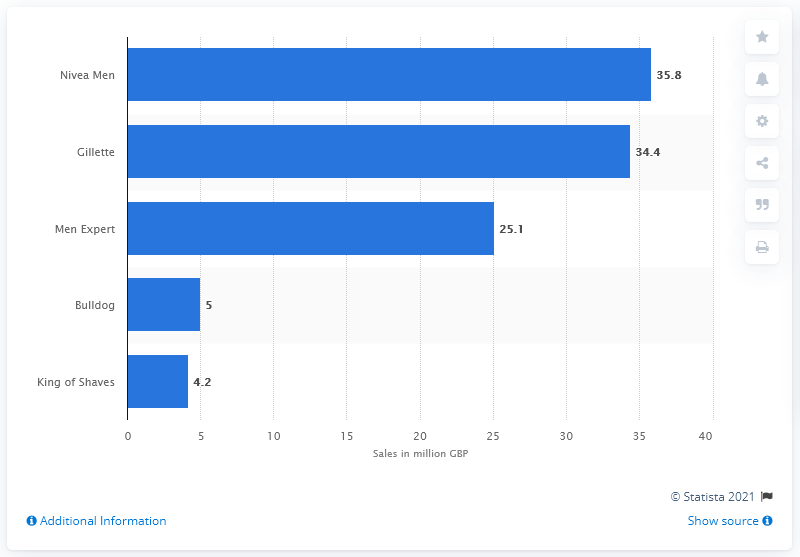 Nivea Men 35.8
Gillette 34.4
Men Expert 25.1
Bulldog 5
King of Shaves 4.2
0 5 10 15 20 25 30 35 40
Sales in million GBP
© Statista 2021
Additional Information Show source